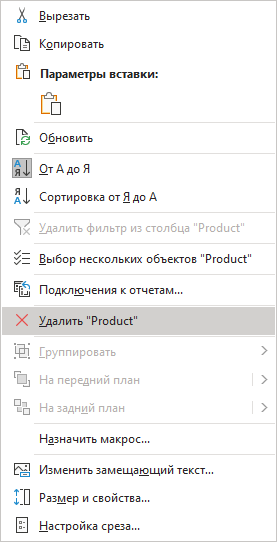 Вырезать
Копировать
Параметры вставки:
Обновить
От А до Я
Сортировка от Я до А
Удалить фильтр из столбца "Product"
Выбор нескольких объектов "Product"
Подключения к отчетам...
Удалить "Product"
Группировать
На передний план
На задний план
Назначить макрос...
Изменить замещающий текст...
Размер и свойства...
Настройка среза...